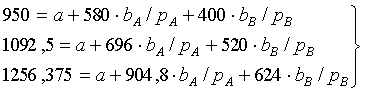 950 = a + 580 · b_A / p_A + 400 · b_B / p_B
1092 ,5 = a + 696 · b_A / p_A + 520 · b_B / p_B
1256 ,375 = a + 904 ,8 · b_A / p_A + 624 · b_B / p_B